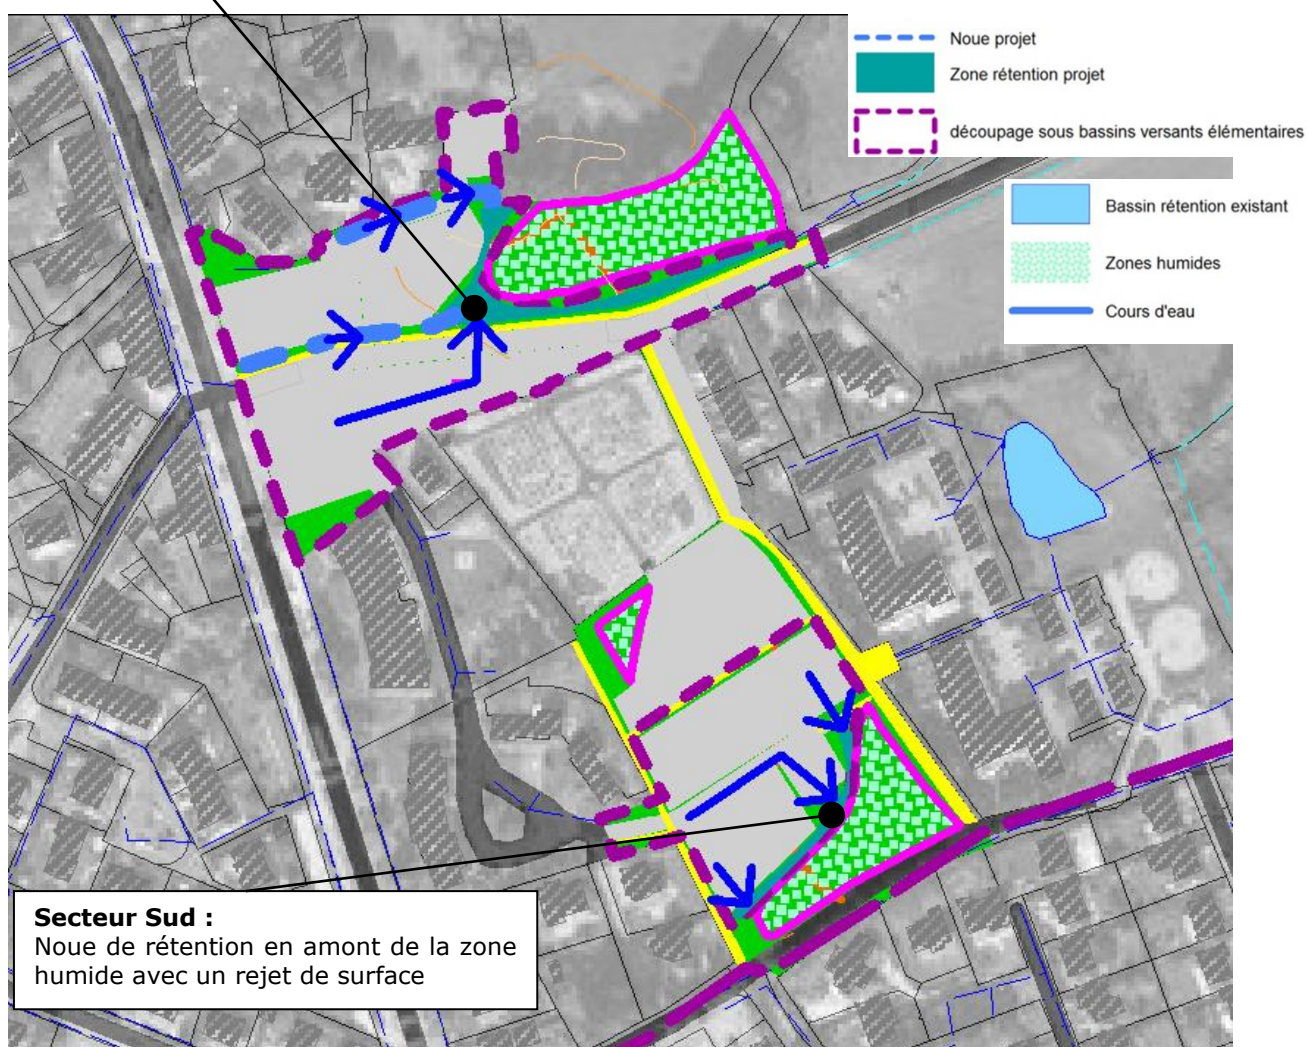 Noue projet
Zone rétention projet
découpage sous bassins versants élémentaires
Bassin rétention existant
Zones humides
Cours d'eau
Secteur Sud :
Noue de rétention en amont de la zone
humide avec un rejet de surface